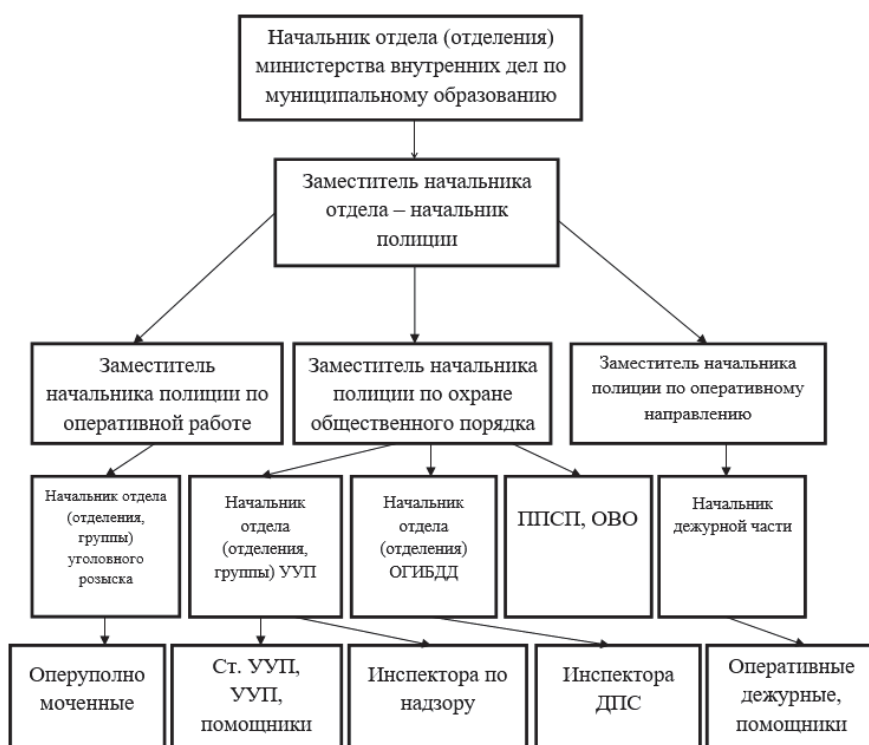 Начальник отдела (отделения)
министерства внутренних дел по
муниципальному образованию
Заместитель начальника
отдела – начальник
полиции
Заместитель
начальника полиции по
оперативной работе
Заместитель начальника
полиции по охране
общественного порядка
Заместитель начальника
полиции по оперативному
направлению
Начальник отдела
(отделения,
группы)
уголовного
розыска
Начальник
отдела
(отделения,
группы) УУП
Начальник
отдела
(отделения)
ОГИБДД
ППСП, ОВО
Начальник
дежурной части
Оперуполно
моченные
Ст. УУП,
УУП,
помощники
Инспектора по
надзору
Инспектора
ДПС
Оперативные
дежурные,
помощники